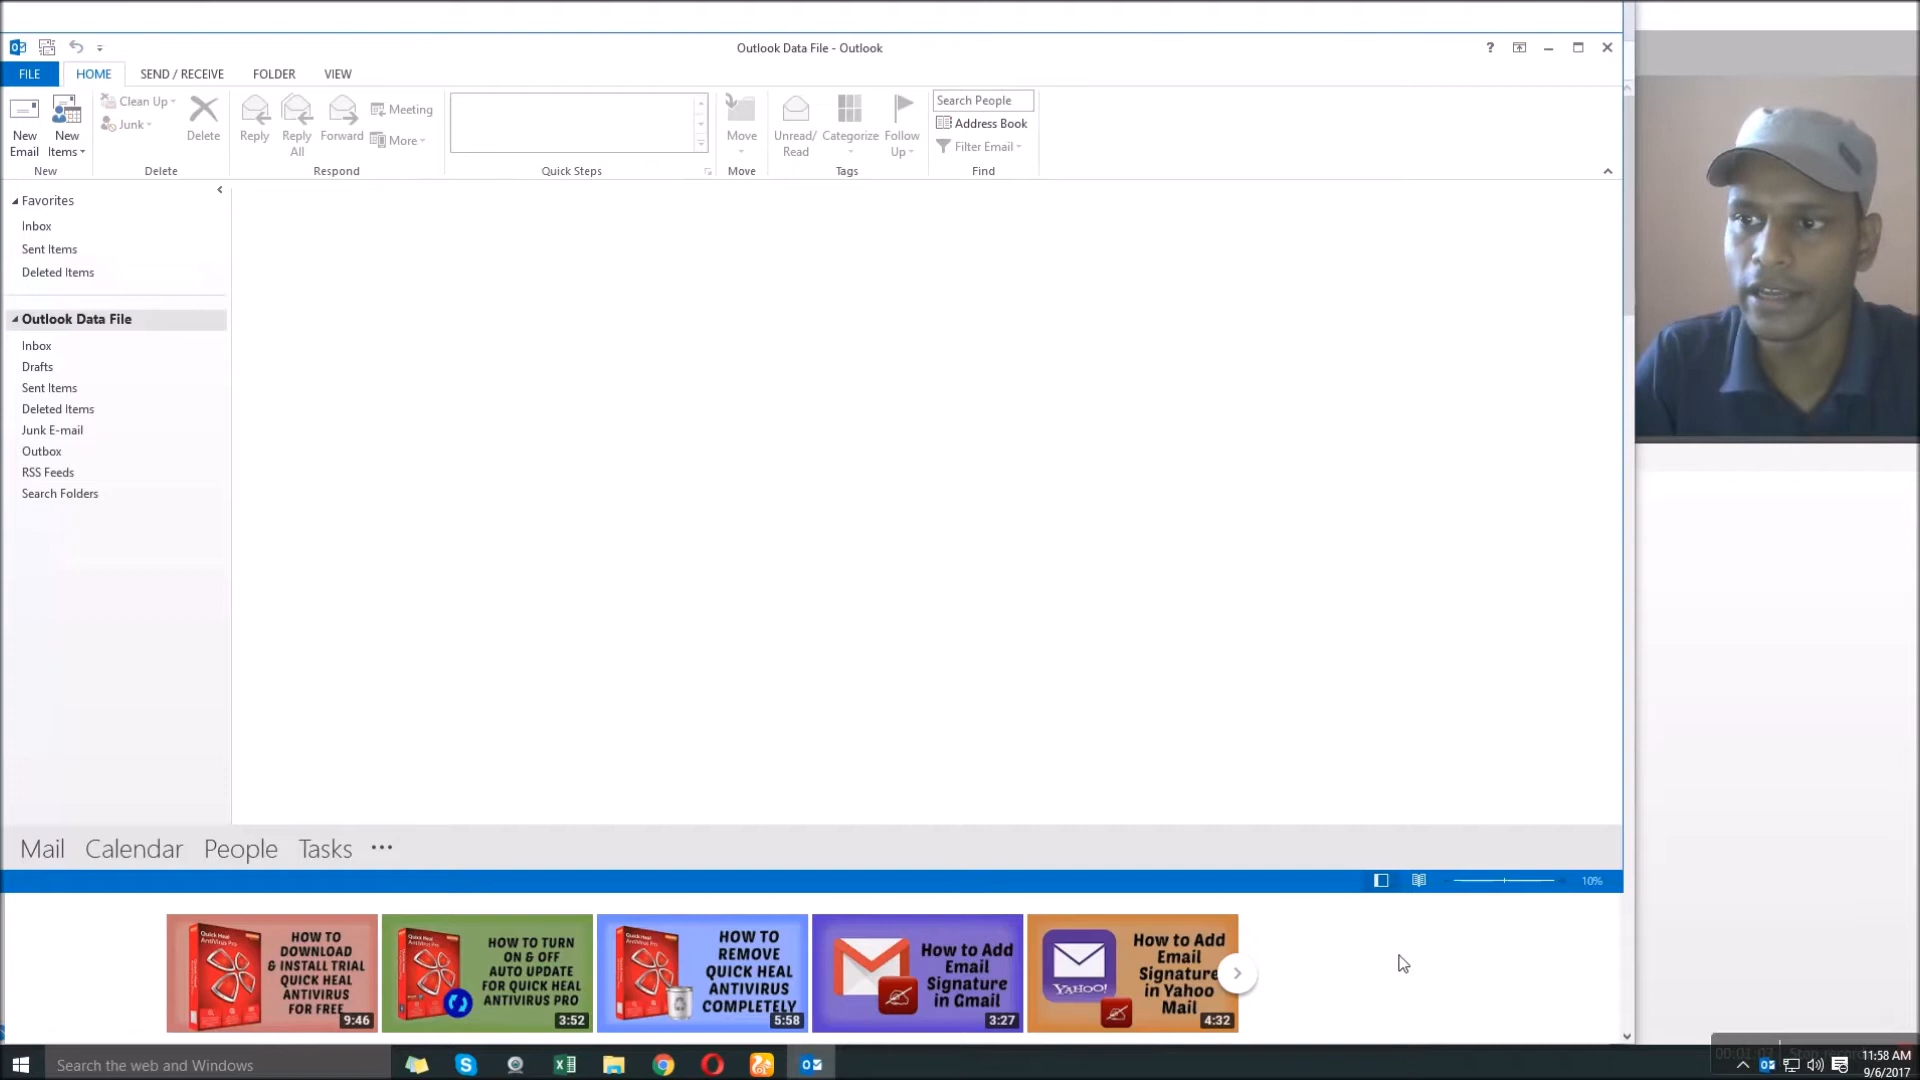 Outlook Data File - Outlook
?
FILE HOME SEND / RECEIVE FOLDER VIEW
New Email
New Items
New
Clean Up
Junk
Delete
Delete
Reply
Reply All
Forward
Meeting
More
Respond
Quick Steps
Move
Move
Unread/ Read
Categorize
Follow Up
Tags
Search People
Address Book
Filter Email
Find
Favorites
Inbox
Sent Items
Deleted Items
Outlook Data File
Inbox
Drafts
Sent Items
Deleted Items
Junk E-mail
Outbox
RSS Feeds
Search Folders
Mail Calendar People Tasks •••
10%
Quick Heal
AntiVirus Pro
HOW TO
DOWNLOAD
& INSTALL TRIAL
QUICK HEAL
ANTIVIRUS
FOR FREE
9:46
HOW TO TURN
ON & OFF
AUTO UPDATE
FOR QUICK HEAL
ANTIVIRUS PRO
3:52
HOW TO
REMOVE
QUICK HEAL
ANTIVIRUS
COMPLETELY
5:58
How to Add
Email
Signature
in Gmail
3:27
YAHOO!
How to Add
Email
Signature
in Yahoo
Mail
4:32
Search the web and Windows
11:58 AM
9/6/2017